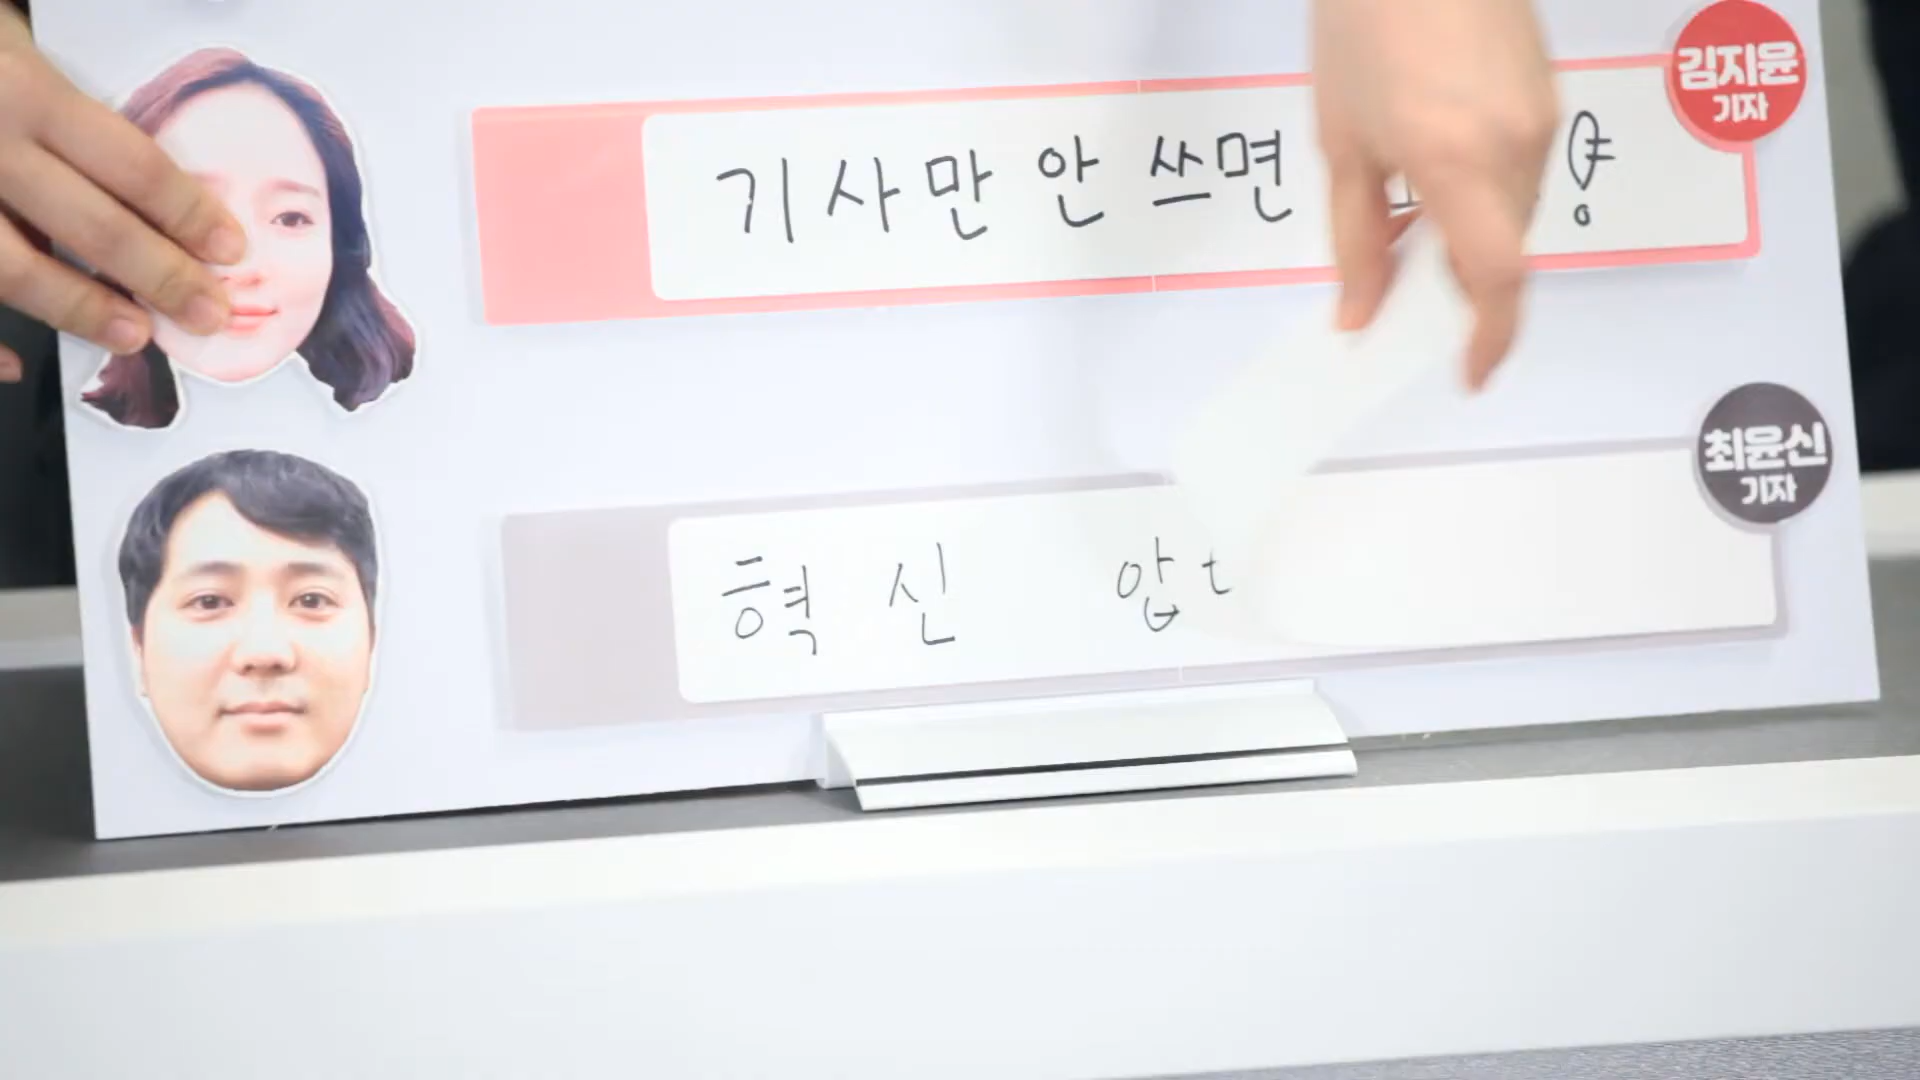 김지윤
기자
기사만 안 쓰면
최윤신
기자
혁신